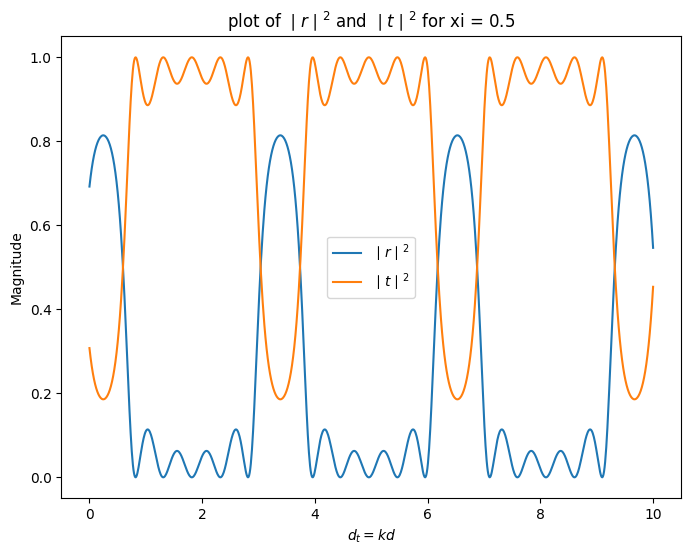 plot of | r |² and | t |² for xi = 0.5
Magnitude
1.0
0.8
0.6
0.4
0.2
0.0
| r |²
| t |²
0 2 4 6 8 10
dₜ = kd